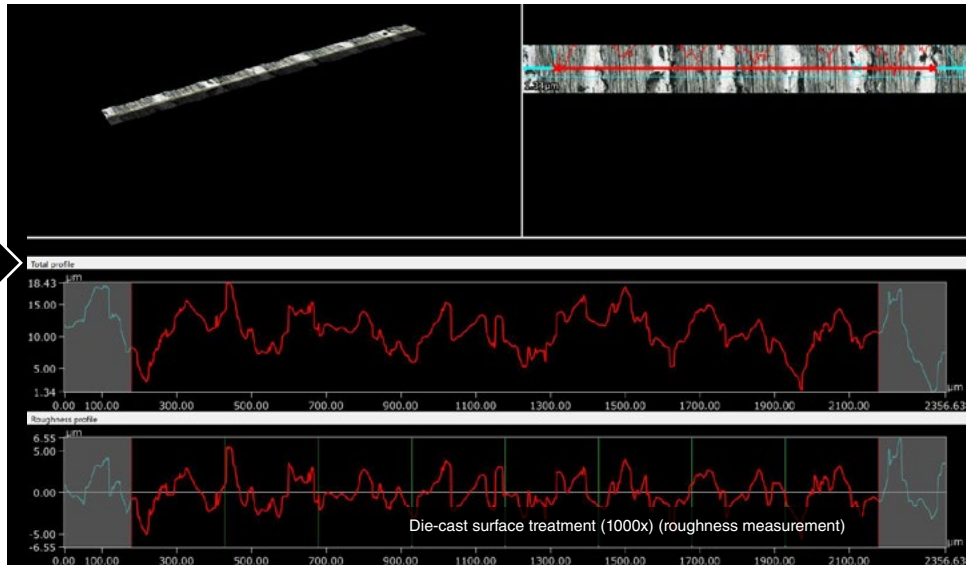 Total profile
μm
18.43
15.00
10.00
5.00
1.34
μm
0.00 100.00 300.00 500.00 700.00 900.00 1100.00 1300.00 1500.00 1700.00 1900.00 2100.00 2356.63
Roughness profile
μm
6.55
5.00
0.00
-5.00
-6.55
μm
Die-cast surface treatment (1000x) (roughness measurement)
0.00 100.00 300.00 500.00 700.00 900.00 1100.00 1300.00 1500.00 1700.00 1900.00 2100.00 2356.63